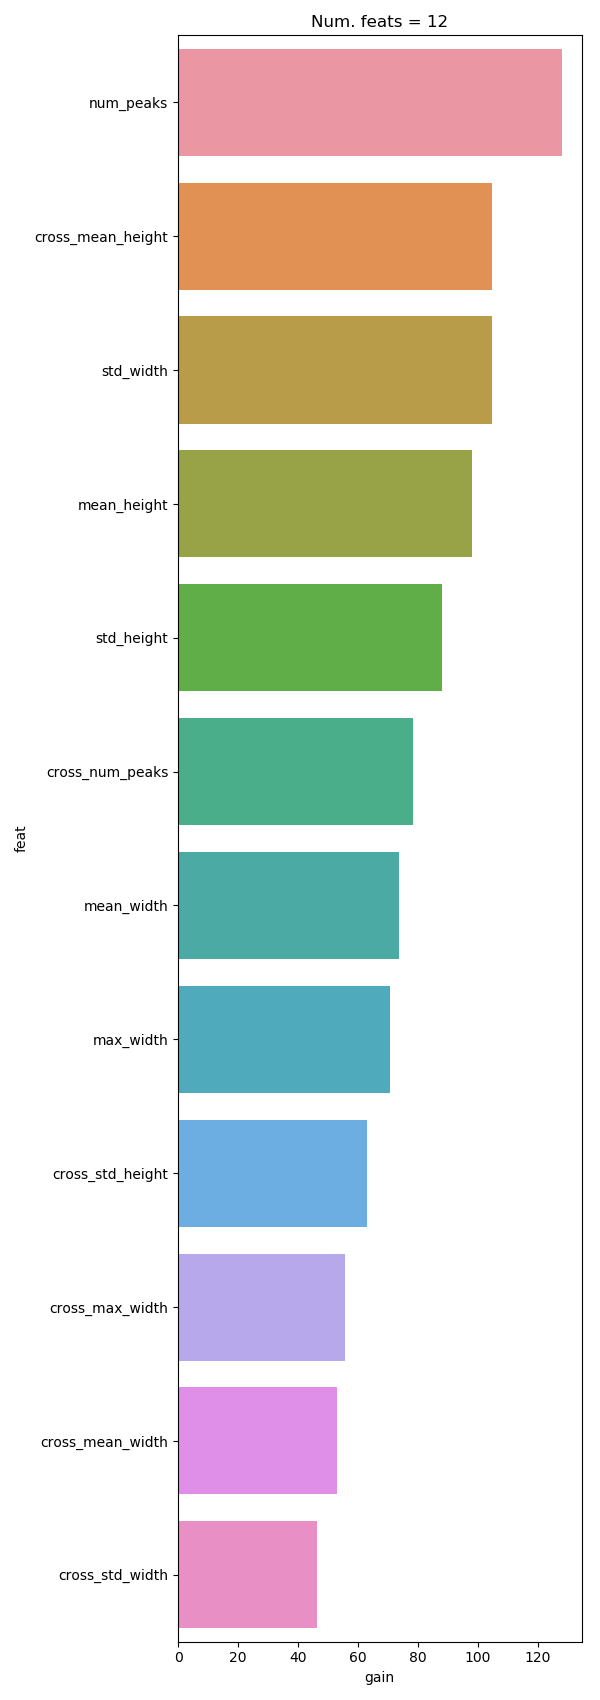 Num. feats = 12
num_peaks
cross_mean_height
std_width
mean_height
std_height
cross_num_peaks
feat
mean_width
max_width
cross_std_height
cross_max_width
cross_mean_width
cross_std_width
0 20 40 60 80 100 120
gain